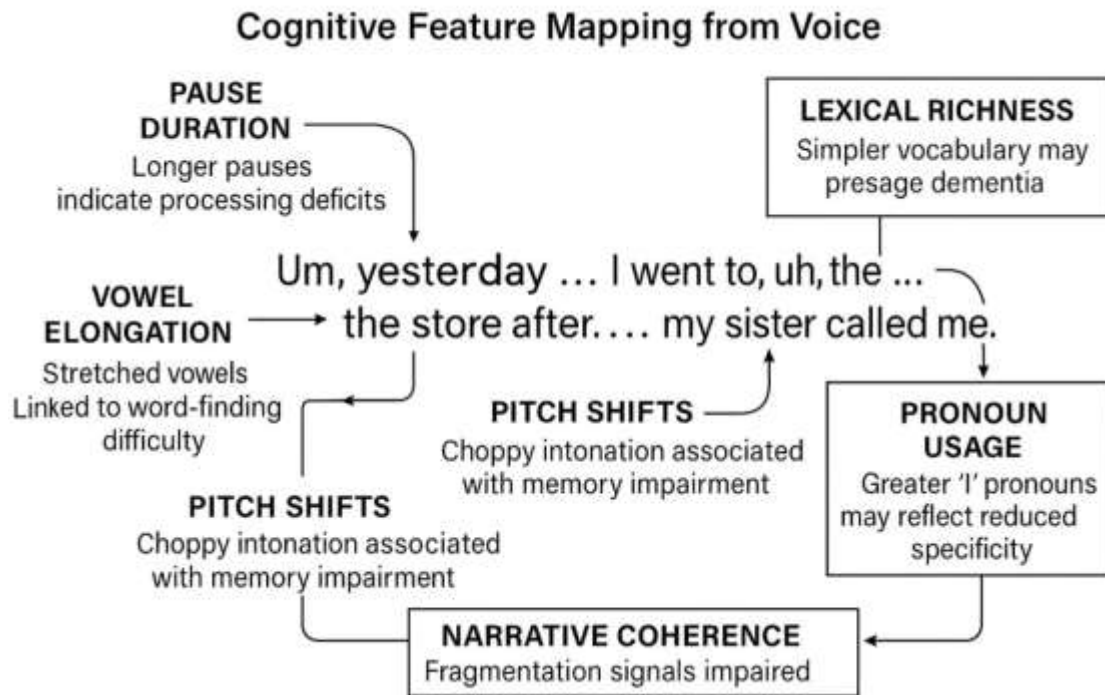 Cognitive Feature Mapping from Voice
PAUSE
DURATION
Longer pauses
indicate processing deficits
LEXICAL RICHNESS
Simpler vocabulary may
presage dementia
Um, yesterday ... I went to, uh, the ...
the store after.... my sister called me.
VOWEL
ELONGATION
Stretched vowels
Linked to word-finding
difficulty
PITCH SHIFTS
Choppy intonation associated
with memory impairment
PRONOUN
USAGE
Greater 'I' pronouns
may reflect reduced
specificity
PITCH SHIFTS
Choppy intonation associated
with memory impairment
NARRATIVE COHERENCE
Fragmentation signals impaired